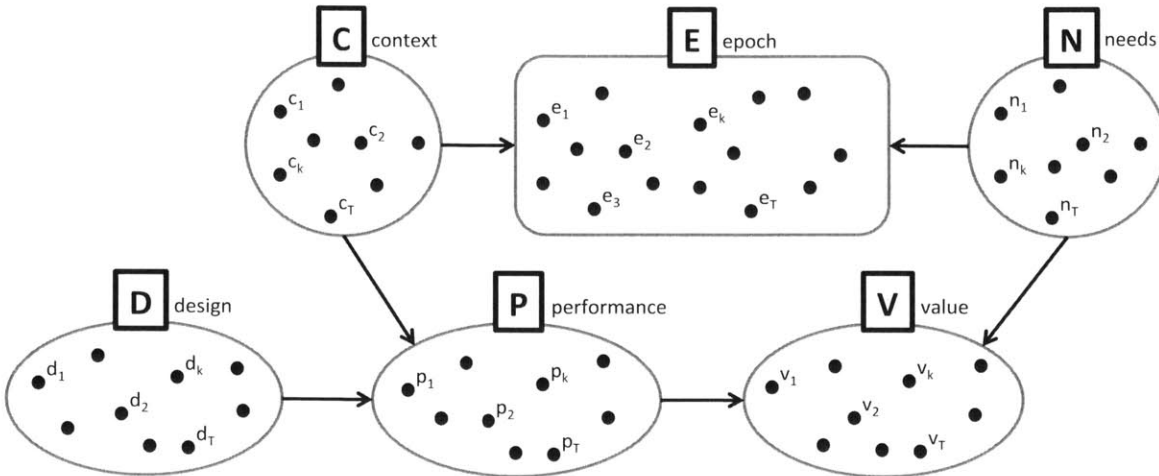 C context
E epoch
N needs
c1
c2
ck
cT
e1
ek
e2
e3
eT
n1
n2
nk
nT
D design
P performance
V value
d1
dk
d2
dT
p1
pk
p2
pT
v1
vk
v2
vT